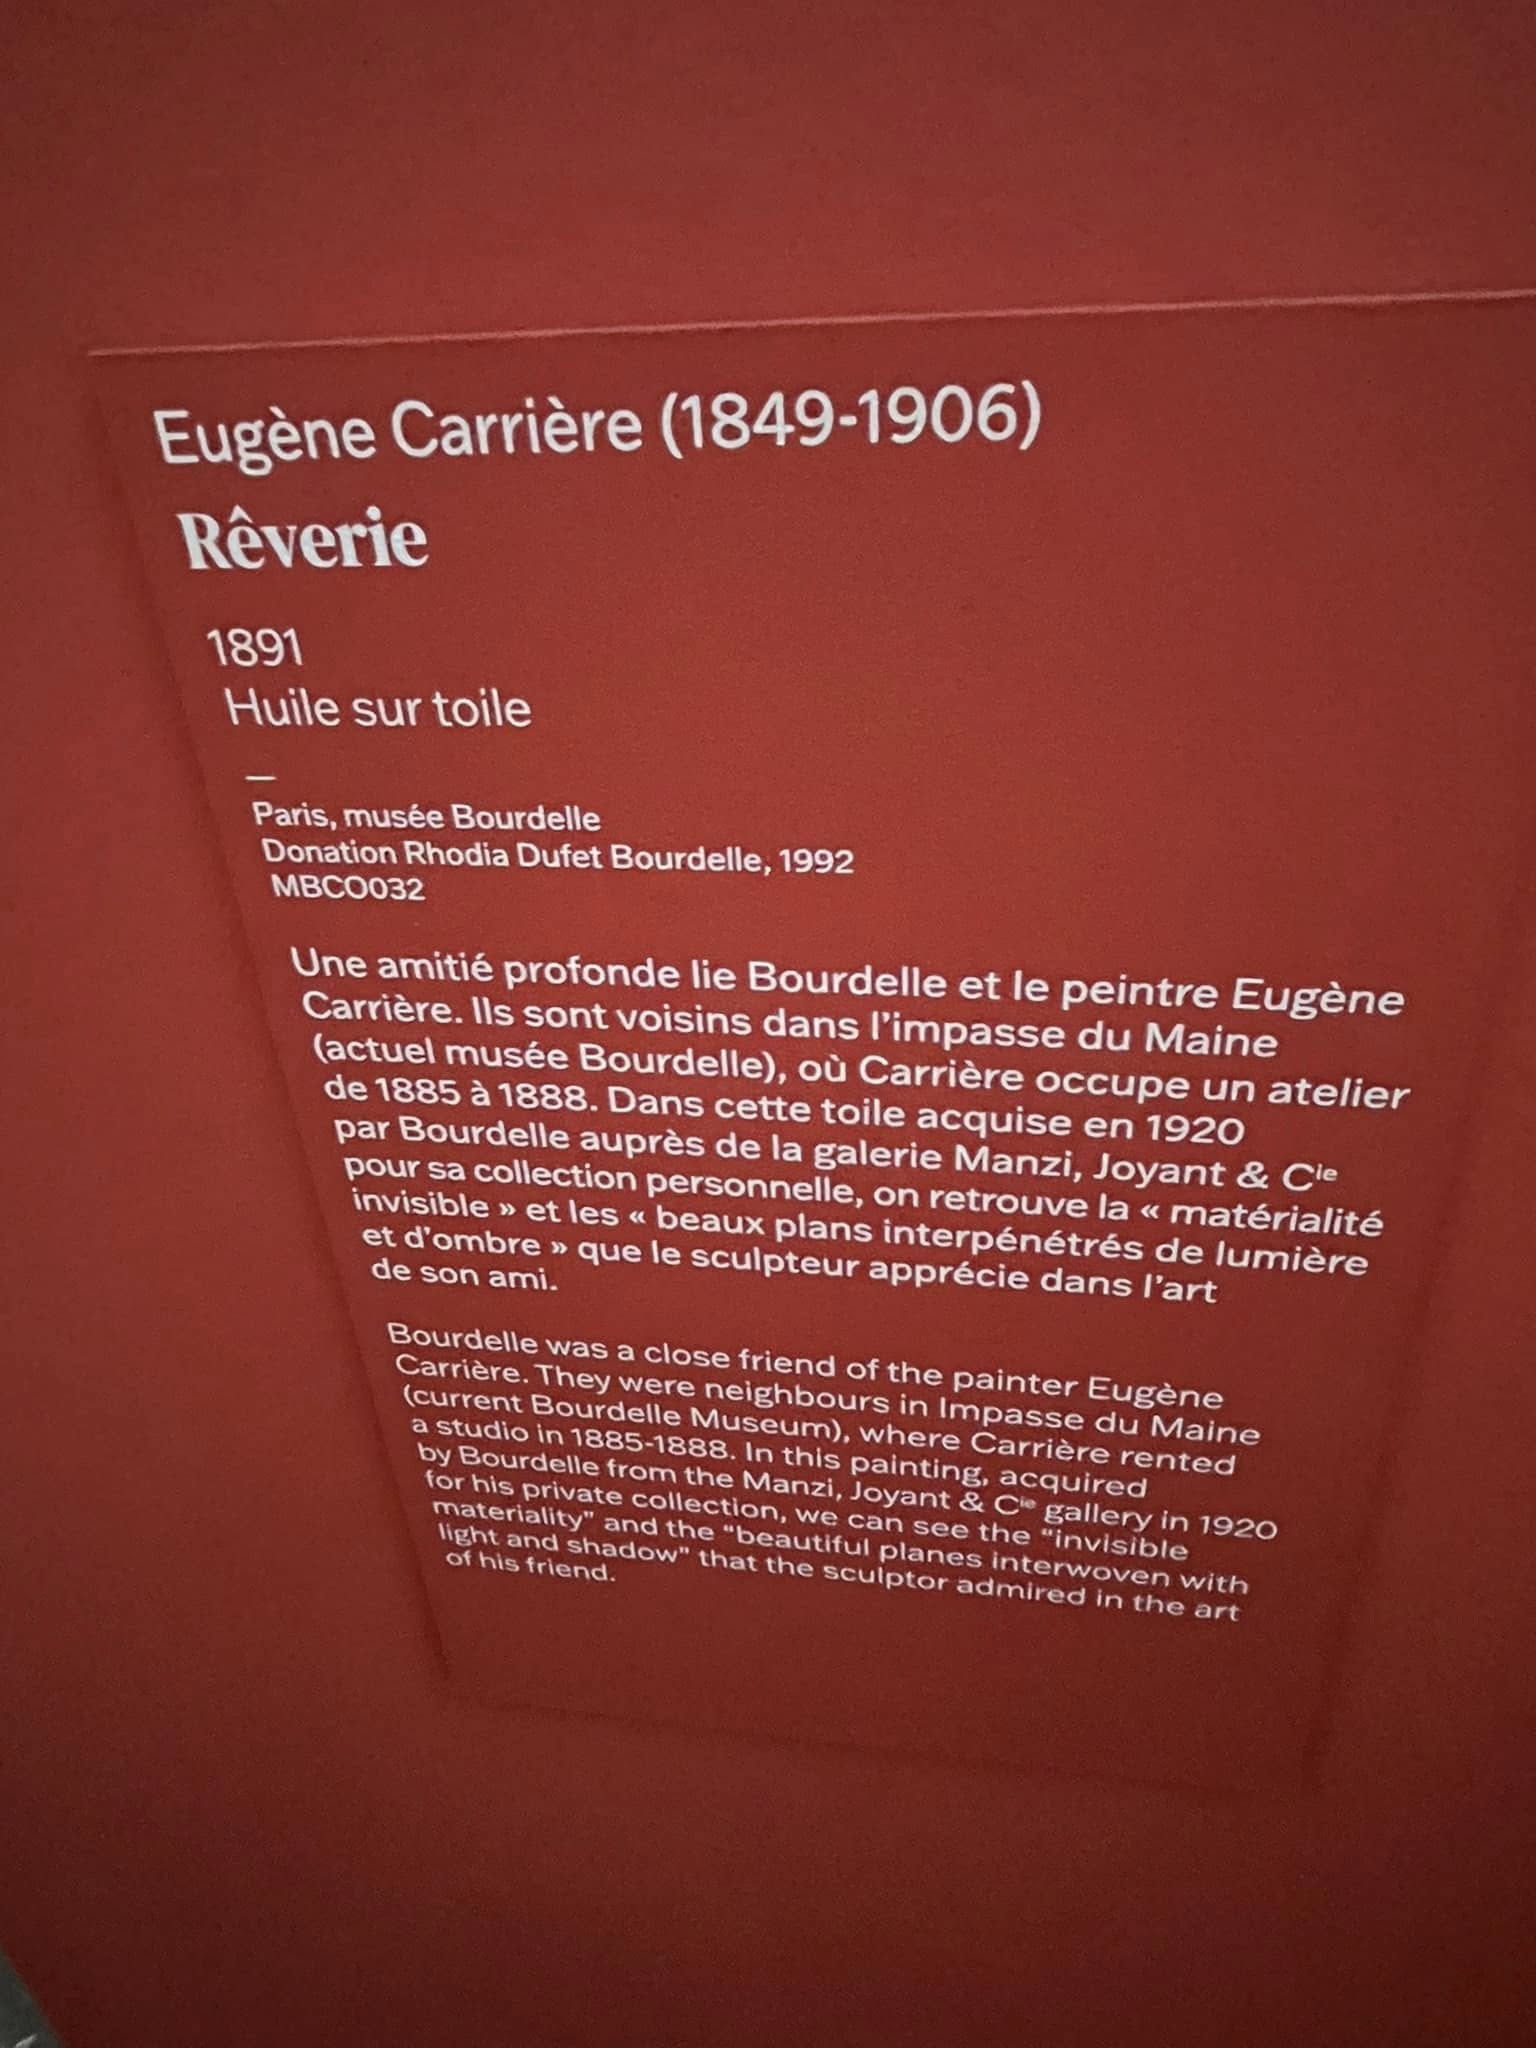 Eugène Carrière (1849-1906)
Rêverie
1891
Huile sur toile
—
Paris, musée Bourdelle
Donation Rhodia Dufet Bourdelle, 1992
MBCO032
Une amitié profonde lie Bourdelle et le peintre Eugène
Carrière. Ils sont voisins dans l'impasse du Maine
(actuel musée Bourdelle), où Carrière occupe un atelier
de 1885 à 1888. Dans cette toile acquise en 1920
par Bourdelle auprès de la galerie Manzi, Joyant & Cie
pour sa collection personnelle, on retrouve la « matérialité
invisible » et les « beaux plans interpénétrés de lumière
et d'ombre » que le sculpteur apprécie dans l'art
de son ami.
Bourdelle was a close friend of the painter Eugène
Carrière. They were neighbours in Impasse du Maine
(current Bourdelle Museum), where Carrière rented
a studio in 1885-1888. In this painting, acquired
by Bourdelle from the Manzi, Joyant & Cie gallery in 1920
for his private collection, we can see the "invisible
materiality" and the "beautiful planes interwoven with
light and shadow" that the sculptor admired in the art
of his friend.